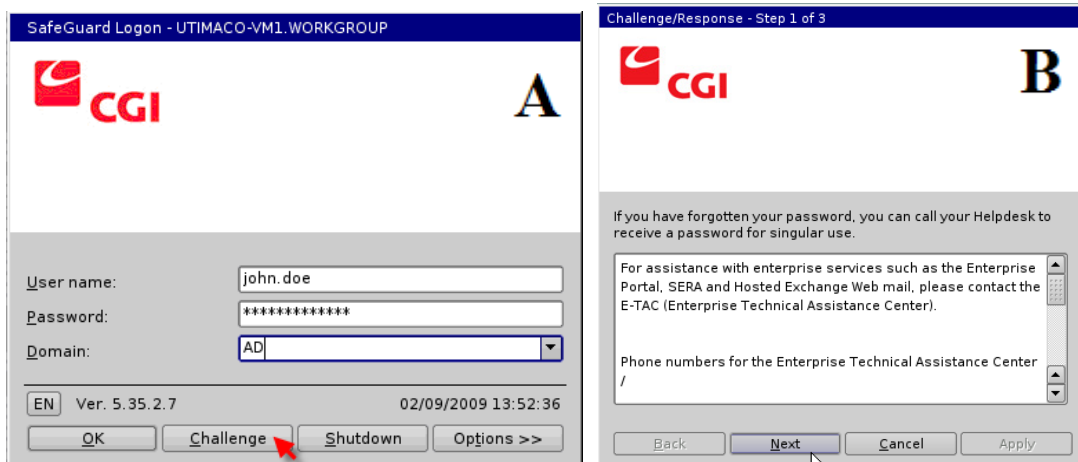 SafeGuard Logon - UTIMACO-VM1.WORKGROUP
CGI
A
User name:
john.doe
Password:
*************
Domain:
AD
EN
Ver. 5.35.2.7
02/09/2009 13:52:36
OK
Challenge
Shutdown
Options >>
Challenge/Response - Step 1 of 3
CGI
B
If you have forgotten your password, you can call your Helpdesk to
receive a password for singular use.
For assistance with enterprise services such as the Enterprise
Portal, SERA and Hosted Exchange Web mail, please contact the
E-TAC (Enterprise Technical Assistance Center).
Phone numbers for the Enterprise Technical Assistance Center
/
Back
Next
Cancel
Apply